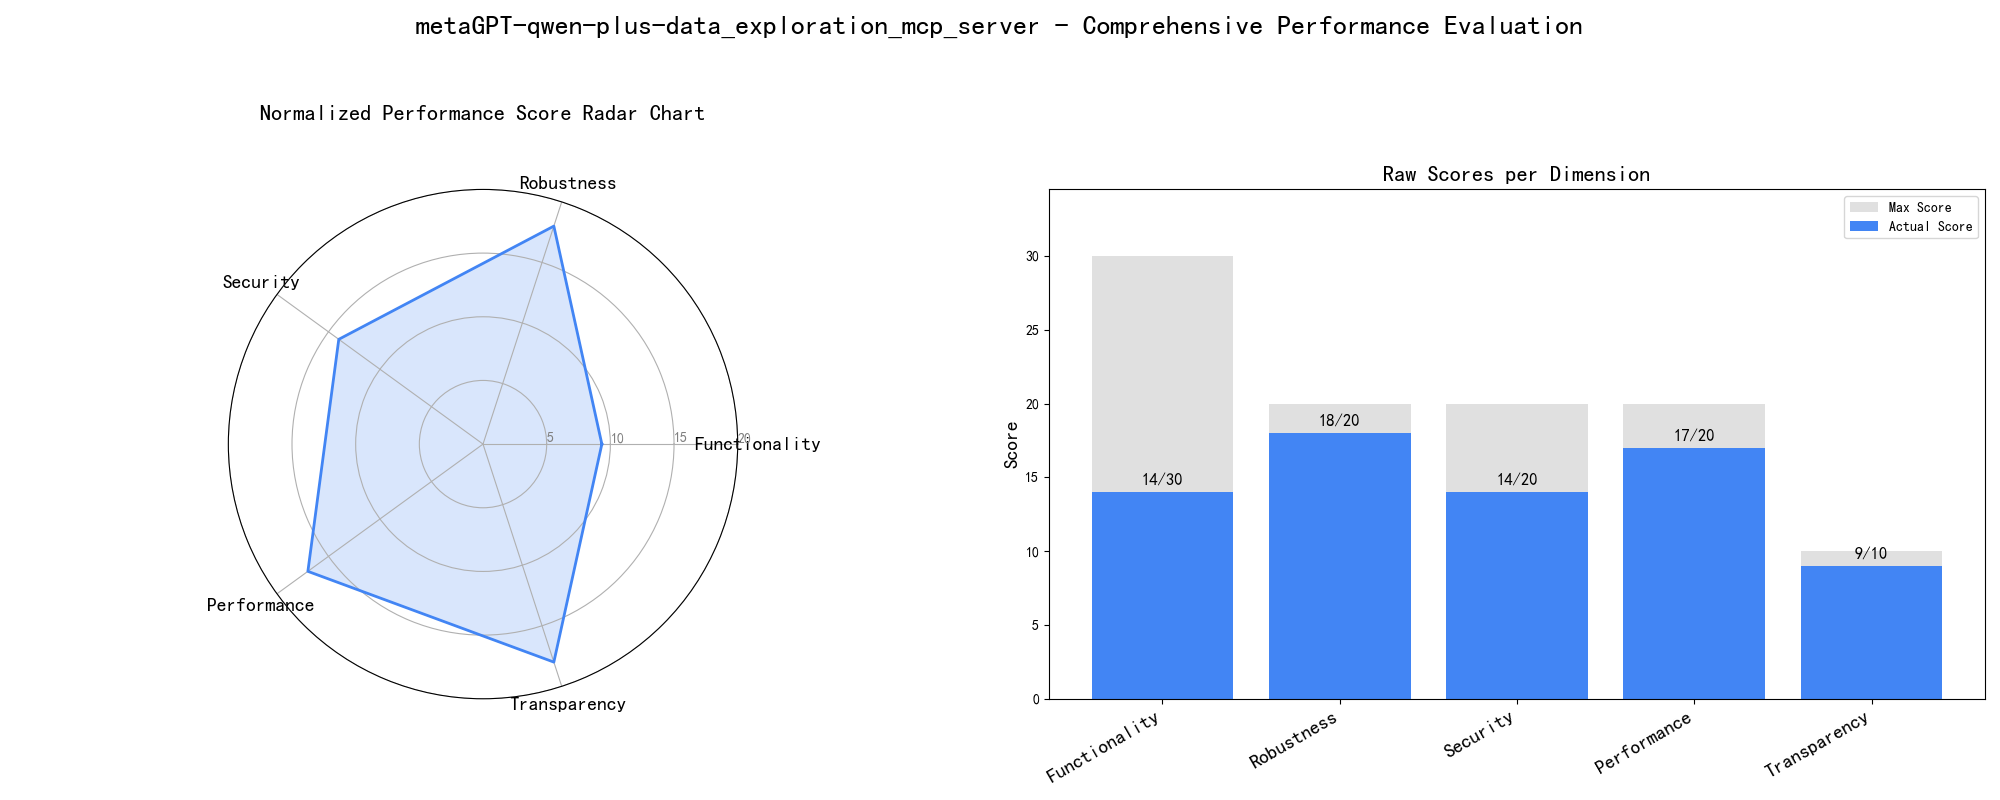 metaGPT-qwen-plus-data_exploration_mcp_server - Comprehensive Performance Evaluation
Normalized Performance Score Radar Chart
Robustness
Security
Functionality
Performance
Transparency
5
10
15
20
Raw Scores per Dimension
Max Score
Actual Score
Score
30
25
20
15
10
5
0
14/30
18/20
14/20
17/20
9/10
Functionality
Robustness
Security
Performance
Transparency